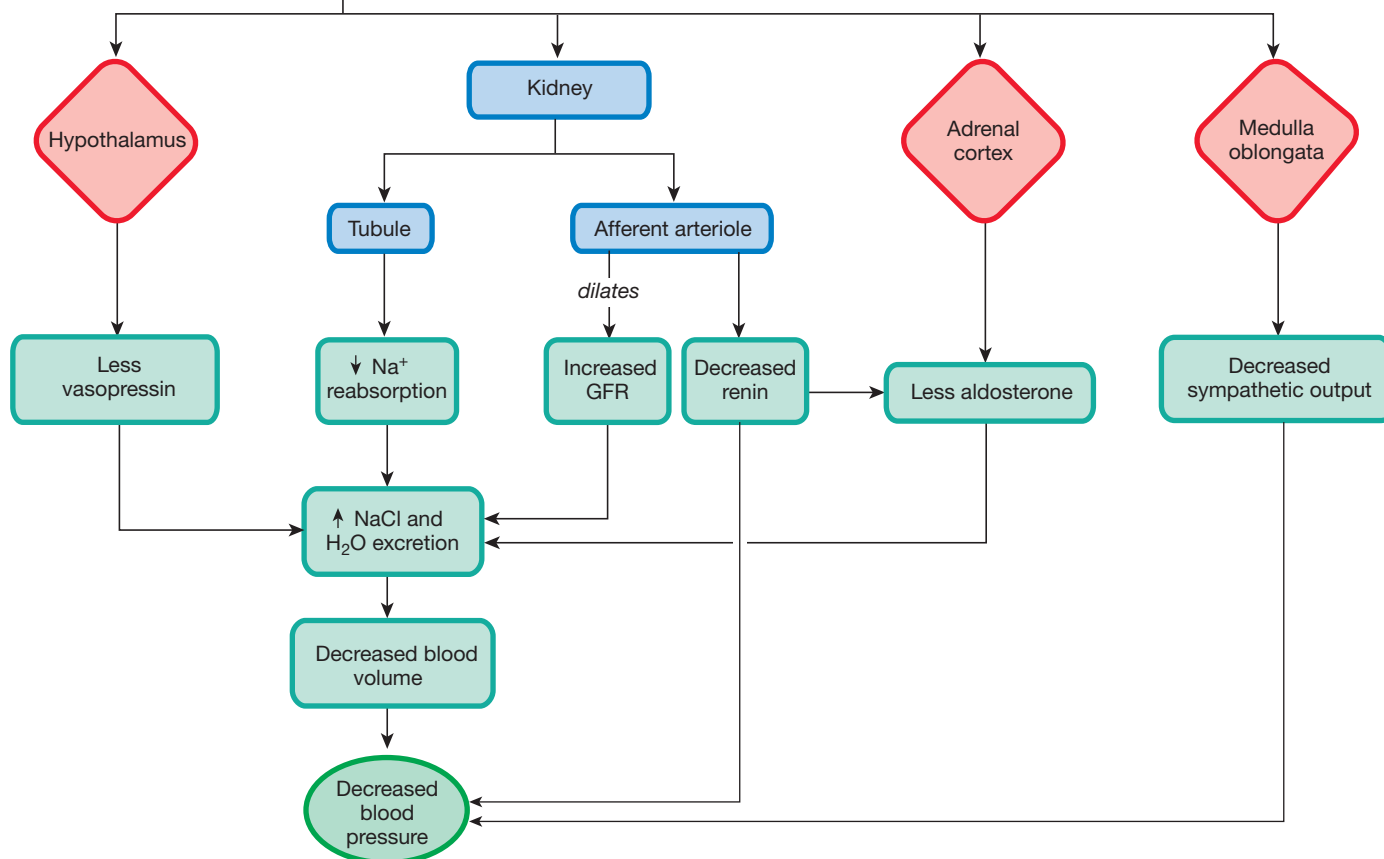 Kidney
Hypothalamus
Adrenal
cortex
Medulla
oblongata
Tubule
Afferent arteriole
dilates
Less
vasopressin
↓ Na⁺
reabsorption
Increased
GFR
Decreased
renin
Less aldosterone
Decreased
sympathetic output
↑ NaCl and
H₂O excretion
Decreased blood
volume
Decreased
blood
pressure